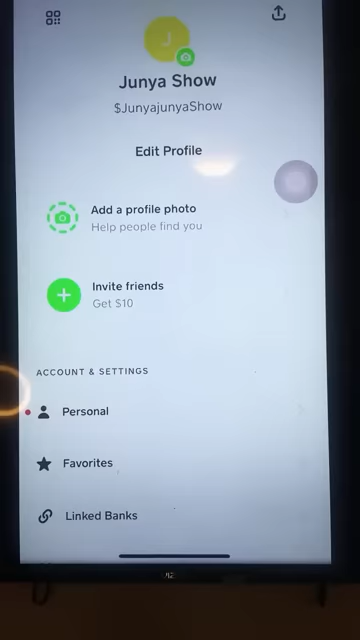 J
Junya Show
$JunyajunyaShow
Edit Profile
Add a profile photo
Help people find you
Invite friends
Get $10
ACCOUNT & SETTINGS
Personal
Favorites
Linked Banks